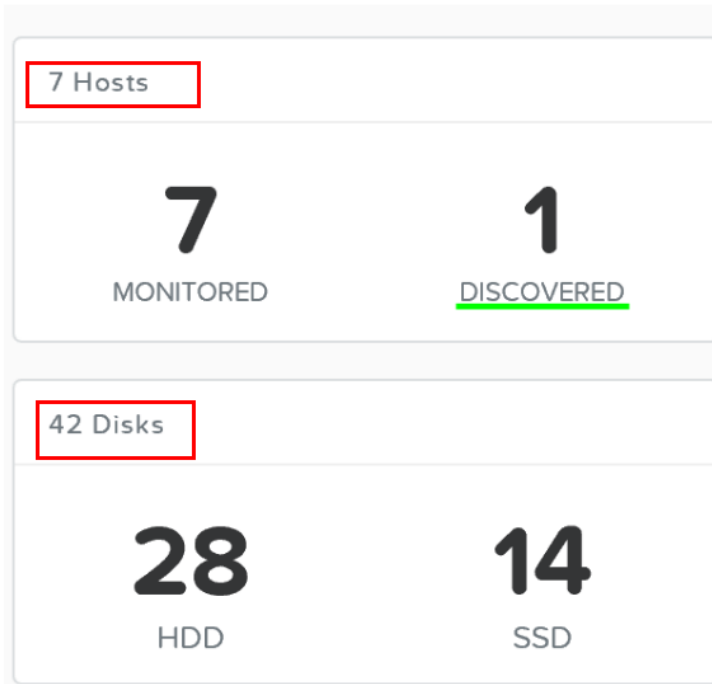 7 Hosts
7 1
MONITORED DISCOVERED
42 Disks
28 14
HDD SSD